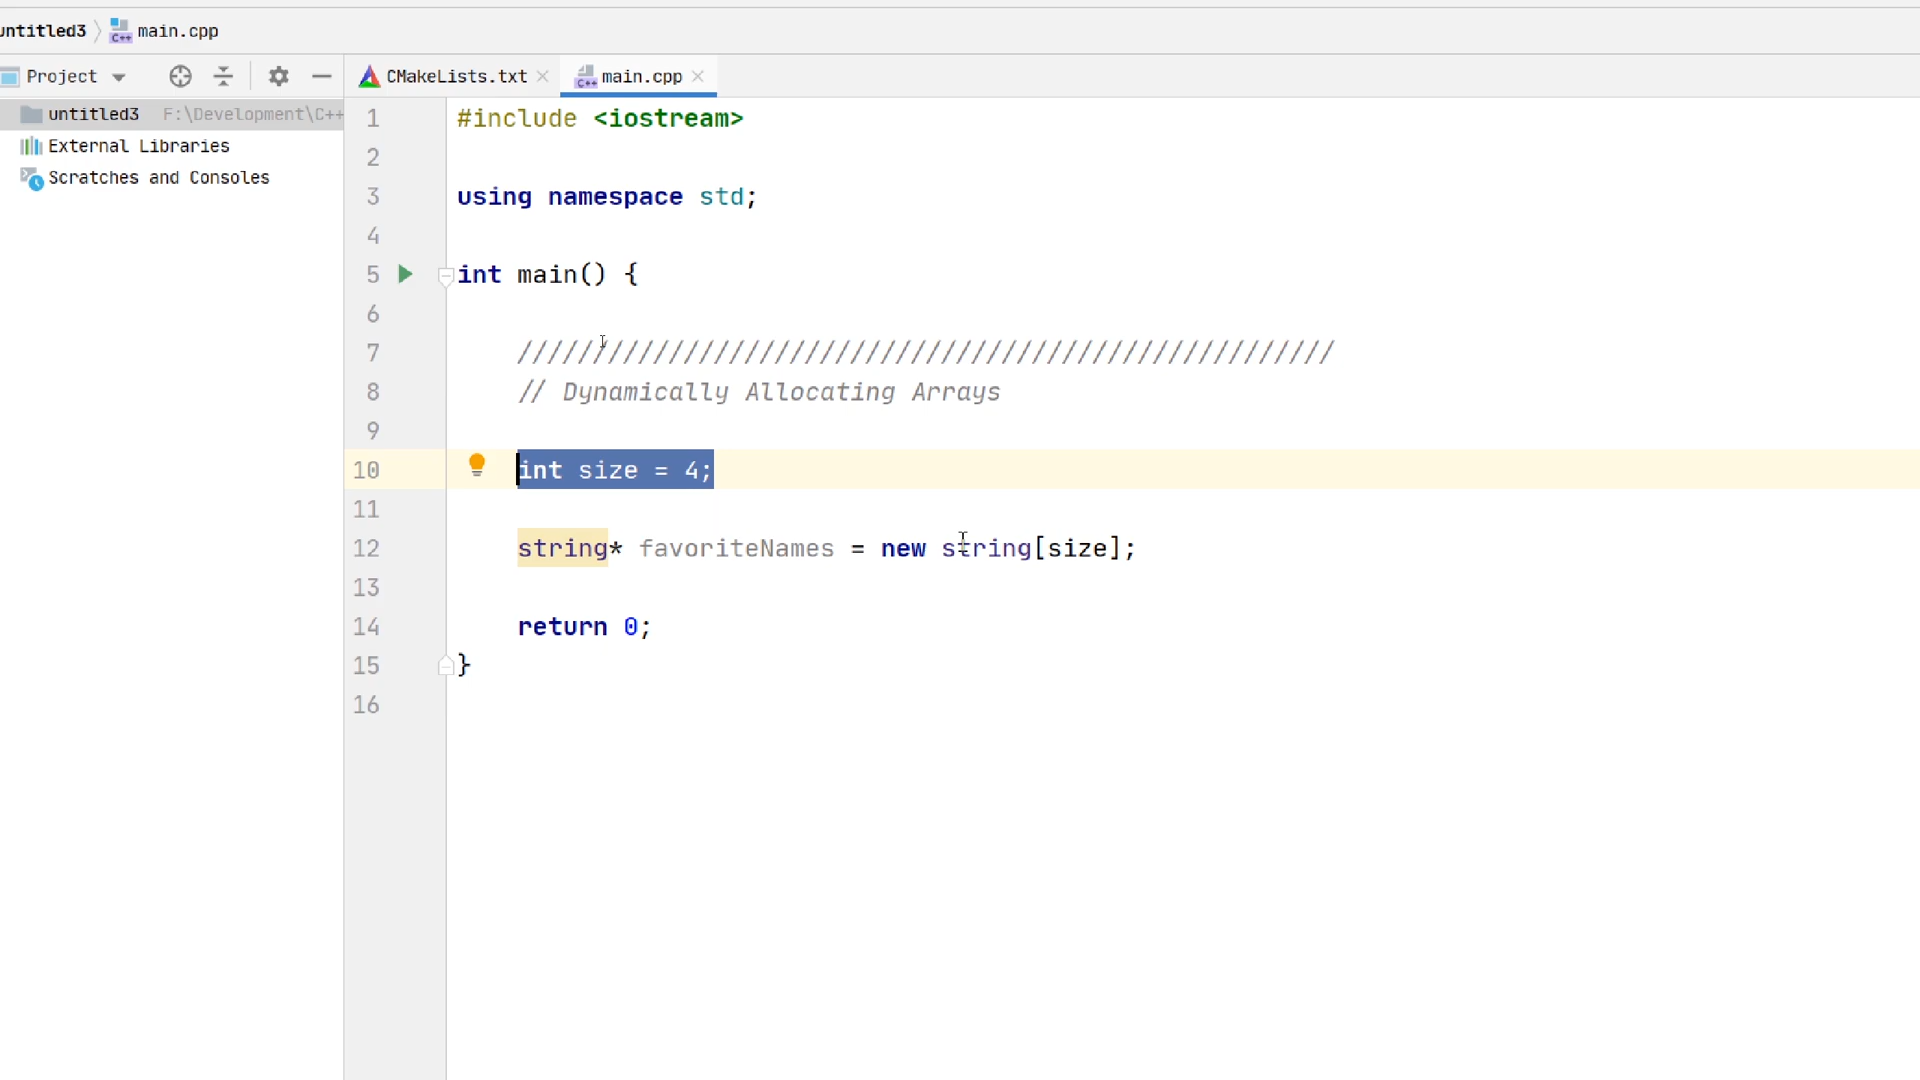 untitled3 main.cpp
Project CMakeLists.txt main.cpp
untitled3 F:\Development\C++
External Libraries
Scratches and Consoles
1 #include <iostream>
2
3 using namespace std;
4
5 int main() {
6
7 //////////////////////////////////////////////////////
8 // Dynamically Allocating Arrays
9
10 int size = 4;
11
12 string* favoriteNames = new string[size];
13
14 return 0;
15 }
16